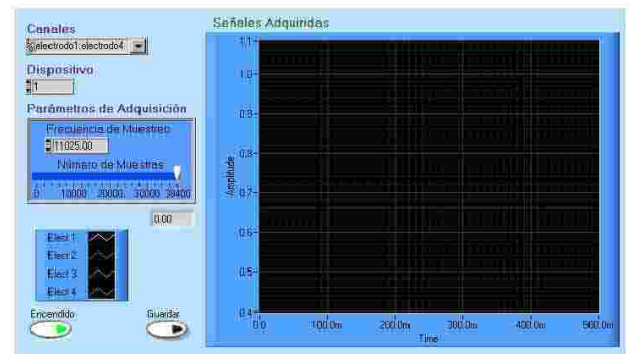 Canales
electrodo1:electrodo4
Dispositivo
1
Parámetros de Adquisición
Frecuencia de Muestreo
11025.00
Número de Muestras
0 10000 20000 30000 38400
0.00
Elect 1
Elect 2
Elect 3
Elect 4
Encendido
Guardar
Señales Adquiridas
1.1
1.0
0.9
0.8
0.7
0.6
0.5
0.4
Amplitude
0.0 100.0m 200.0m 300.0m 400.0m 500.0m
Time